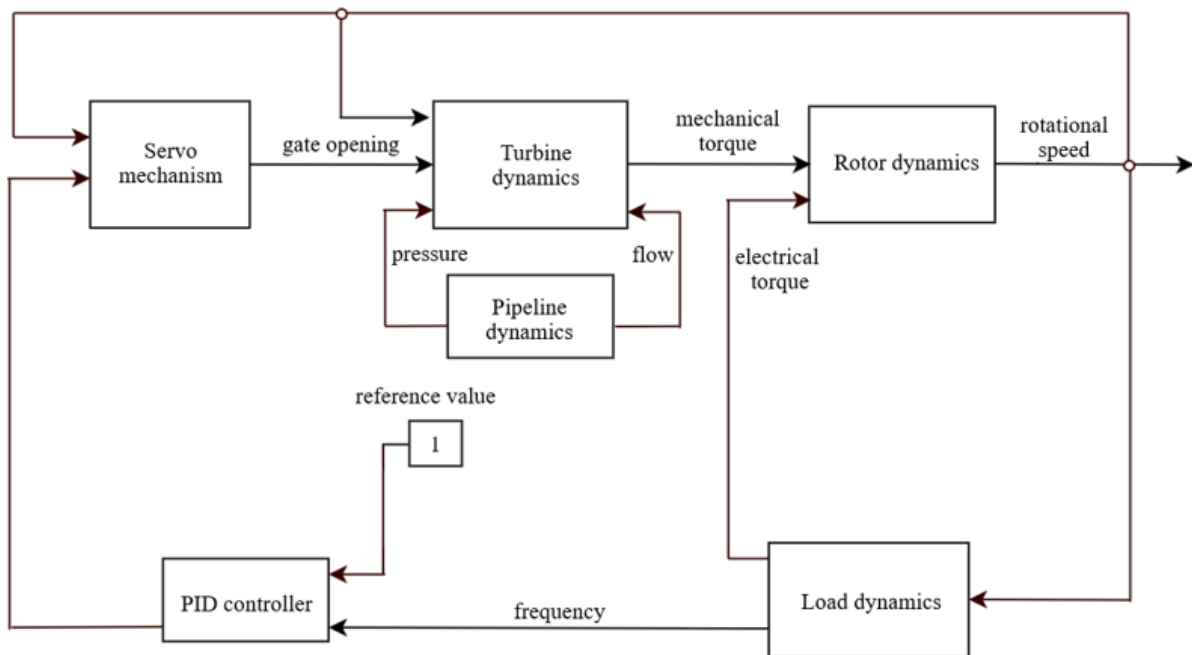 Servo
mechanism
gate opening
Turbine
dynamics
mechanical
torque
Rotor dynamics
rotational
speed
pressure
flow
electrical
torque
Pipeline
dynamics
reference value
1
PID controller
frequency
Load dynamics